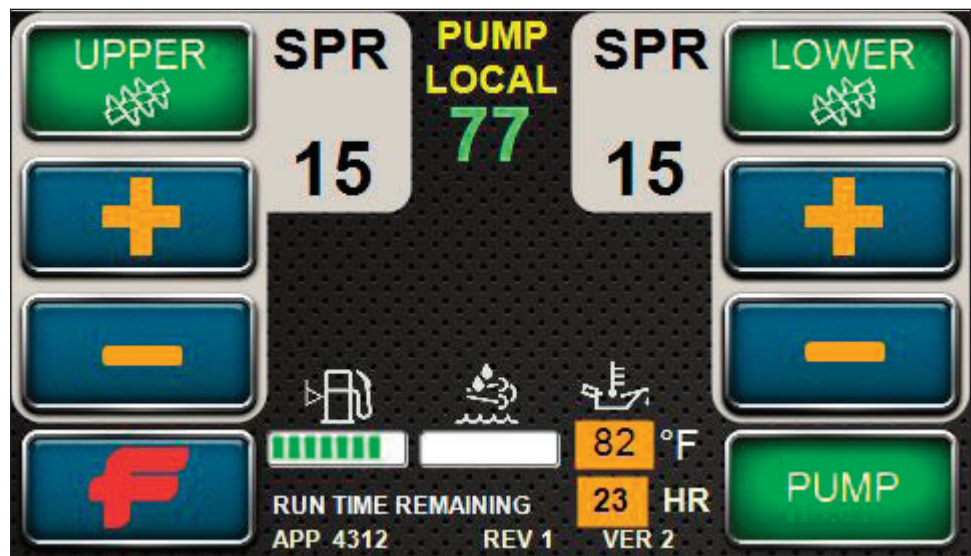 UPPER
SPR
15
PUMP
LOCAL
77
SPR
15
LOWER
82 °F
23 HR
RUN TIME REMAINING
APP 4312 REV 1 VER 2
PUMP